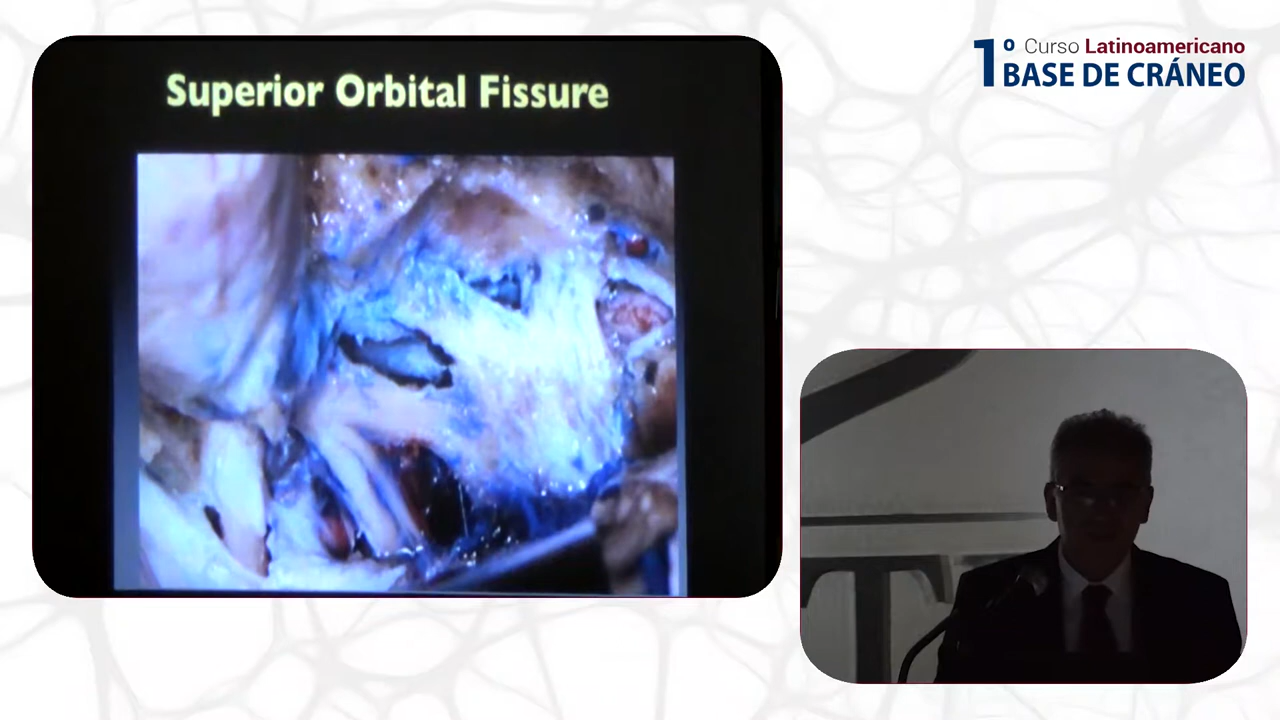 Superior Orbital Fissure
1º Curso Latinoamericano
BASE DE CRÁNEO